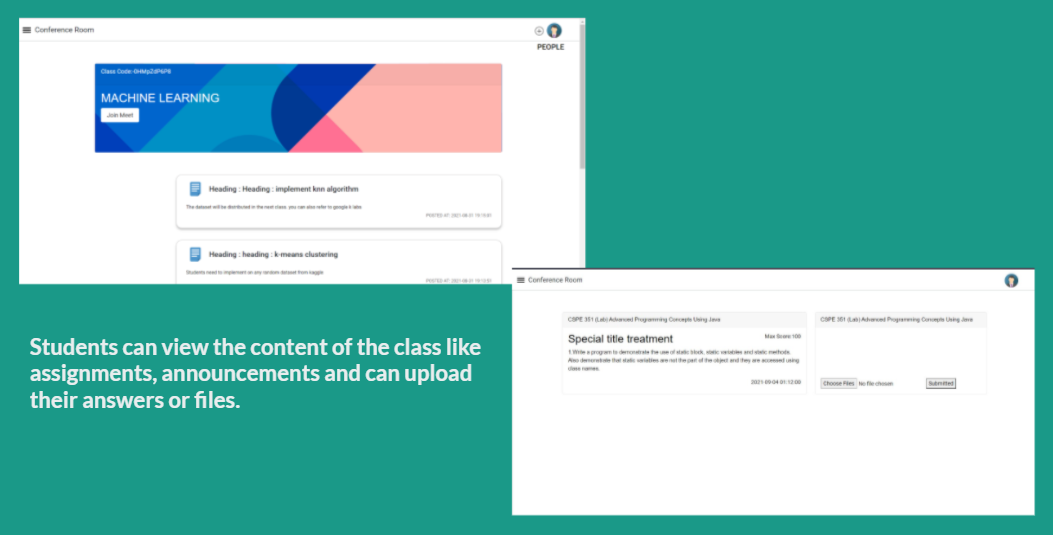 Conference Room
PEOPLE
Class Code: 0HMpZdP6P8
MACHINE LEARNING
Join Meet!
Heading : Heading : implement knn algorithm
The dataset will be distributed in the next class. you can also refer to google it labs
POSTED AT: 2021-08-31 19:19:49
Heading : heading : k-means clustering
Students need to implement on any random dataset from kaggle
POSTED AT: 2021-08-31
Conference Room
CSPE 351 (Lab) Advanced Programming Concepts Using Java
CSPE 351 (Lab) Advanced Programming Concepts Using Java
Special title treatment
Max Score:100
1.Write a program to demonstrate the use of static block, static variables and static methods.
Also demonstrate that static variables are not the part of the object and they are accessed using
class names.
2021-09-04 01:12:00
Choose Files No file chosen
Submitted
Students can view the content of the class like
assignments, announcements and can upload
their answers or files.